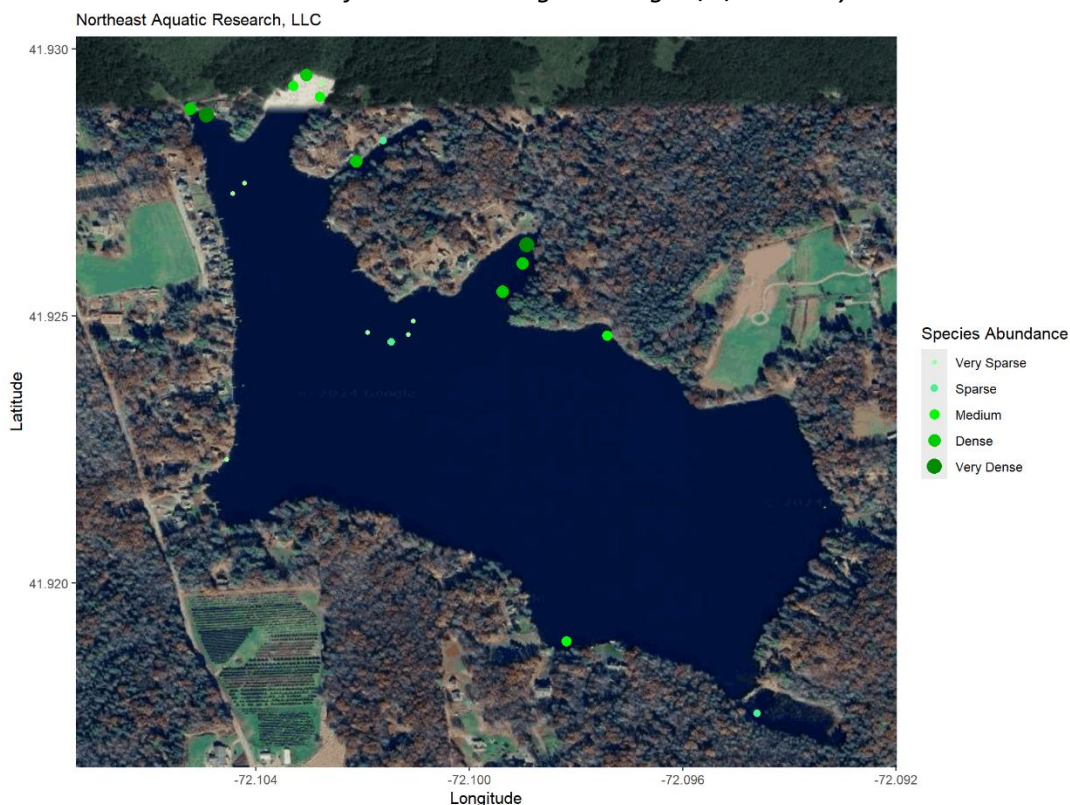 Northeast Aquatic Research, LLC
41.930
41.925
41.920
Latitude
-72.104
-72.100
-72.096
-72.092
Longitude
Species Abundance
Very Sparse
Sparse
Medium
Dense
Very Dense